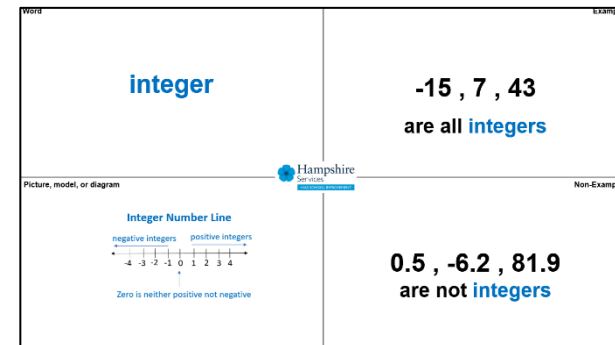 Word
Examp
integer
-15 , 7 , 43
are all integers
Hampshire
Services
Picture, model, or diagram
Non-Examp
Integer Number Line
negative integers
positive integers
-4 -3 -2 -1 0 1 2 3 4
Zero is neither positive not negative
0.5 , -6.2 , 81.9
are not integers